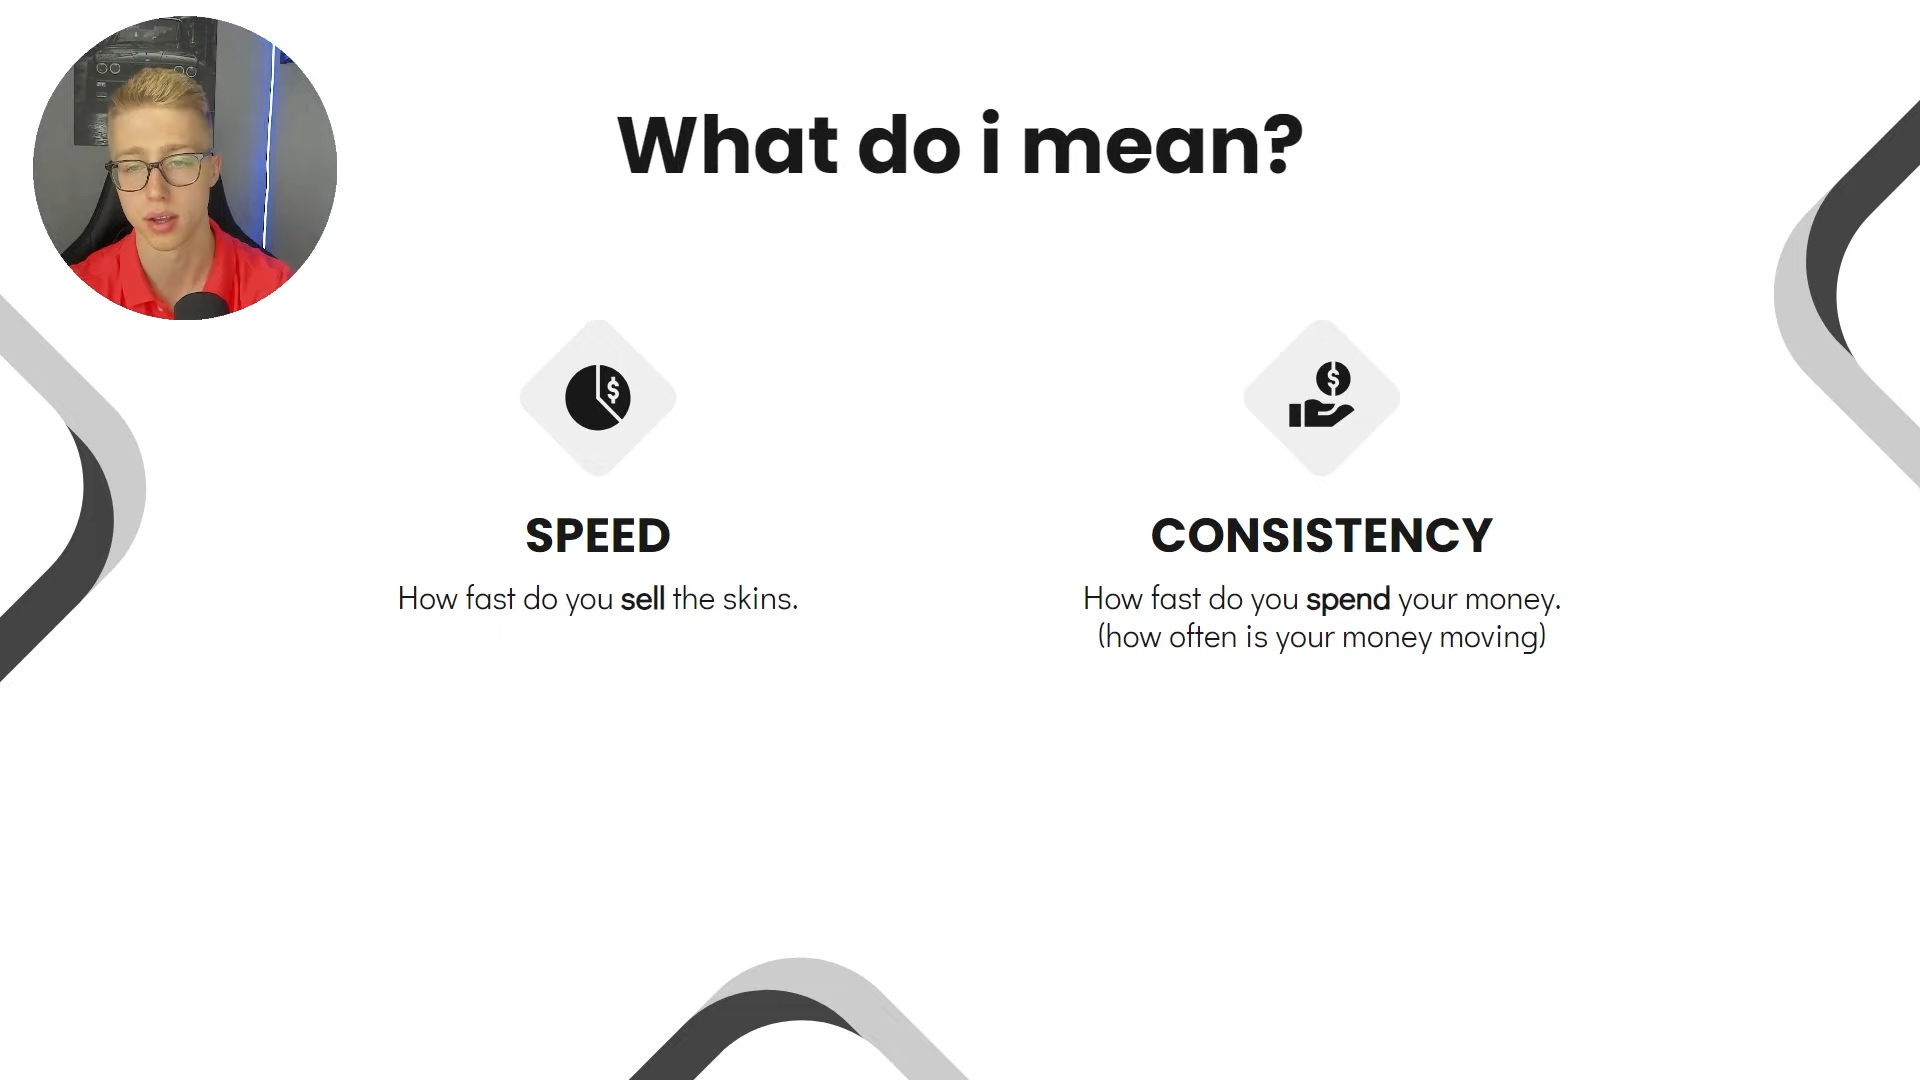 What do i mean?
SPEED
How fast do you sell the skins.
CONSISTENCY
How fast do you spend your money.
(how often is your money moving)